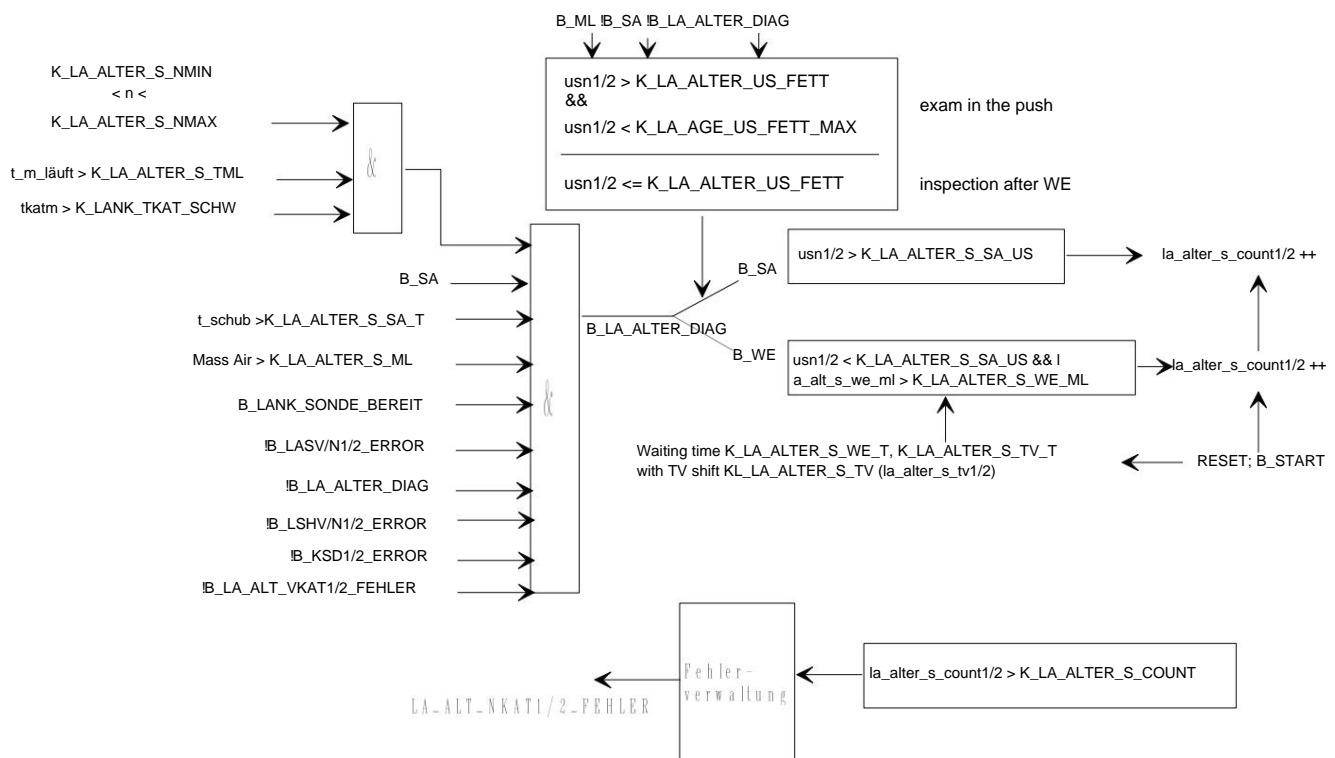 B_ML !B_SA !B_LA_ALTER_DIAG
K_LA_ALTER_S_NMIN
< n <
K_LA_ALTER_S_NMAX
t_m_läuft > K_LA_ALTER_S_TML
tkatm > K_LANK_TKAT_SCHW
&
usn1/2 > K_LA_ALTER_US_FETT
&&
usn1/2 < K_LA_AGE_US_FETT_MAX
usn1/2 <= K_LA_ALTER_US_FETT
exam in the push
inspection after WE
B_SA
t_schub >K_LA_ALTER_S_SA_T
Mass Air > K_LA_ALTER_S_ML
B_LANK_SONDE_BEREIT
!B_LASV/N1/2_ERROR
!B_LA_ALTER_DIAG
!B_LSHV/N1/2_ERROR
!B_KSD1/2_ERROR
!B_LA_ALT_VKAT1/2_FEHLER
&
B_LA_ALTER_DIAG
B_SA
B_WE
usn1/2 > K_LA_ALTER_S_SA_US
la_alter_s_count1/2 ++
usn1/2 < K_LA_ALTER_S_SA_US && l
a_alt_s_we_ml > K_LA_ALTER_S_WE_ML
la_alter_s_count1/2 ++
Waiting time K_LA_ALTER_S_WE_T, K_LA_ALTER_S_TV_T
with TV shift KL_LA_ALTER_S_TV (la_alter_s_tv1/2)
RESET; B_START
Fehler-
verwaltung
la_alter_s_count1/2 > K_LA_ALTER_S_COUNT
LA_ALT_NKAT1/2_FEHLER